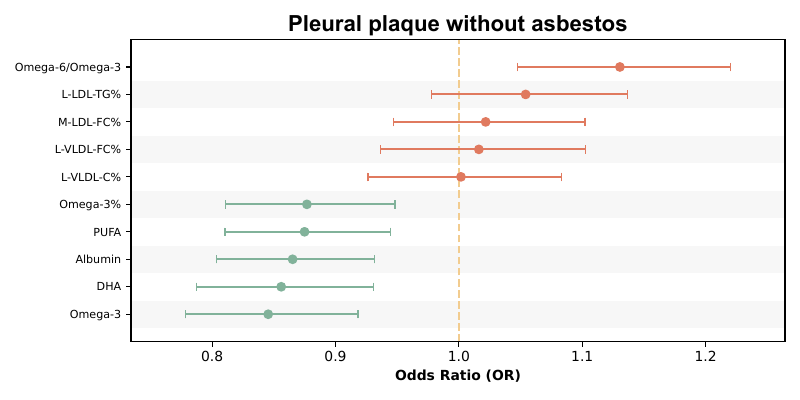 Pleural plaque without asbestos
Omega-6/Omega-3
L-LDL-TG%
M-LDL-FC%
L-VLDL-FC%
L-VLDL-C%
Omega-3%
PUFA
Albumin
DHA
Omega-3
0.8 0.9 1.0 1.1 1.2
Odds Ratio (OR)